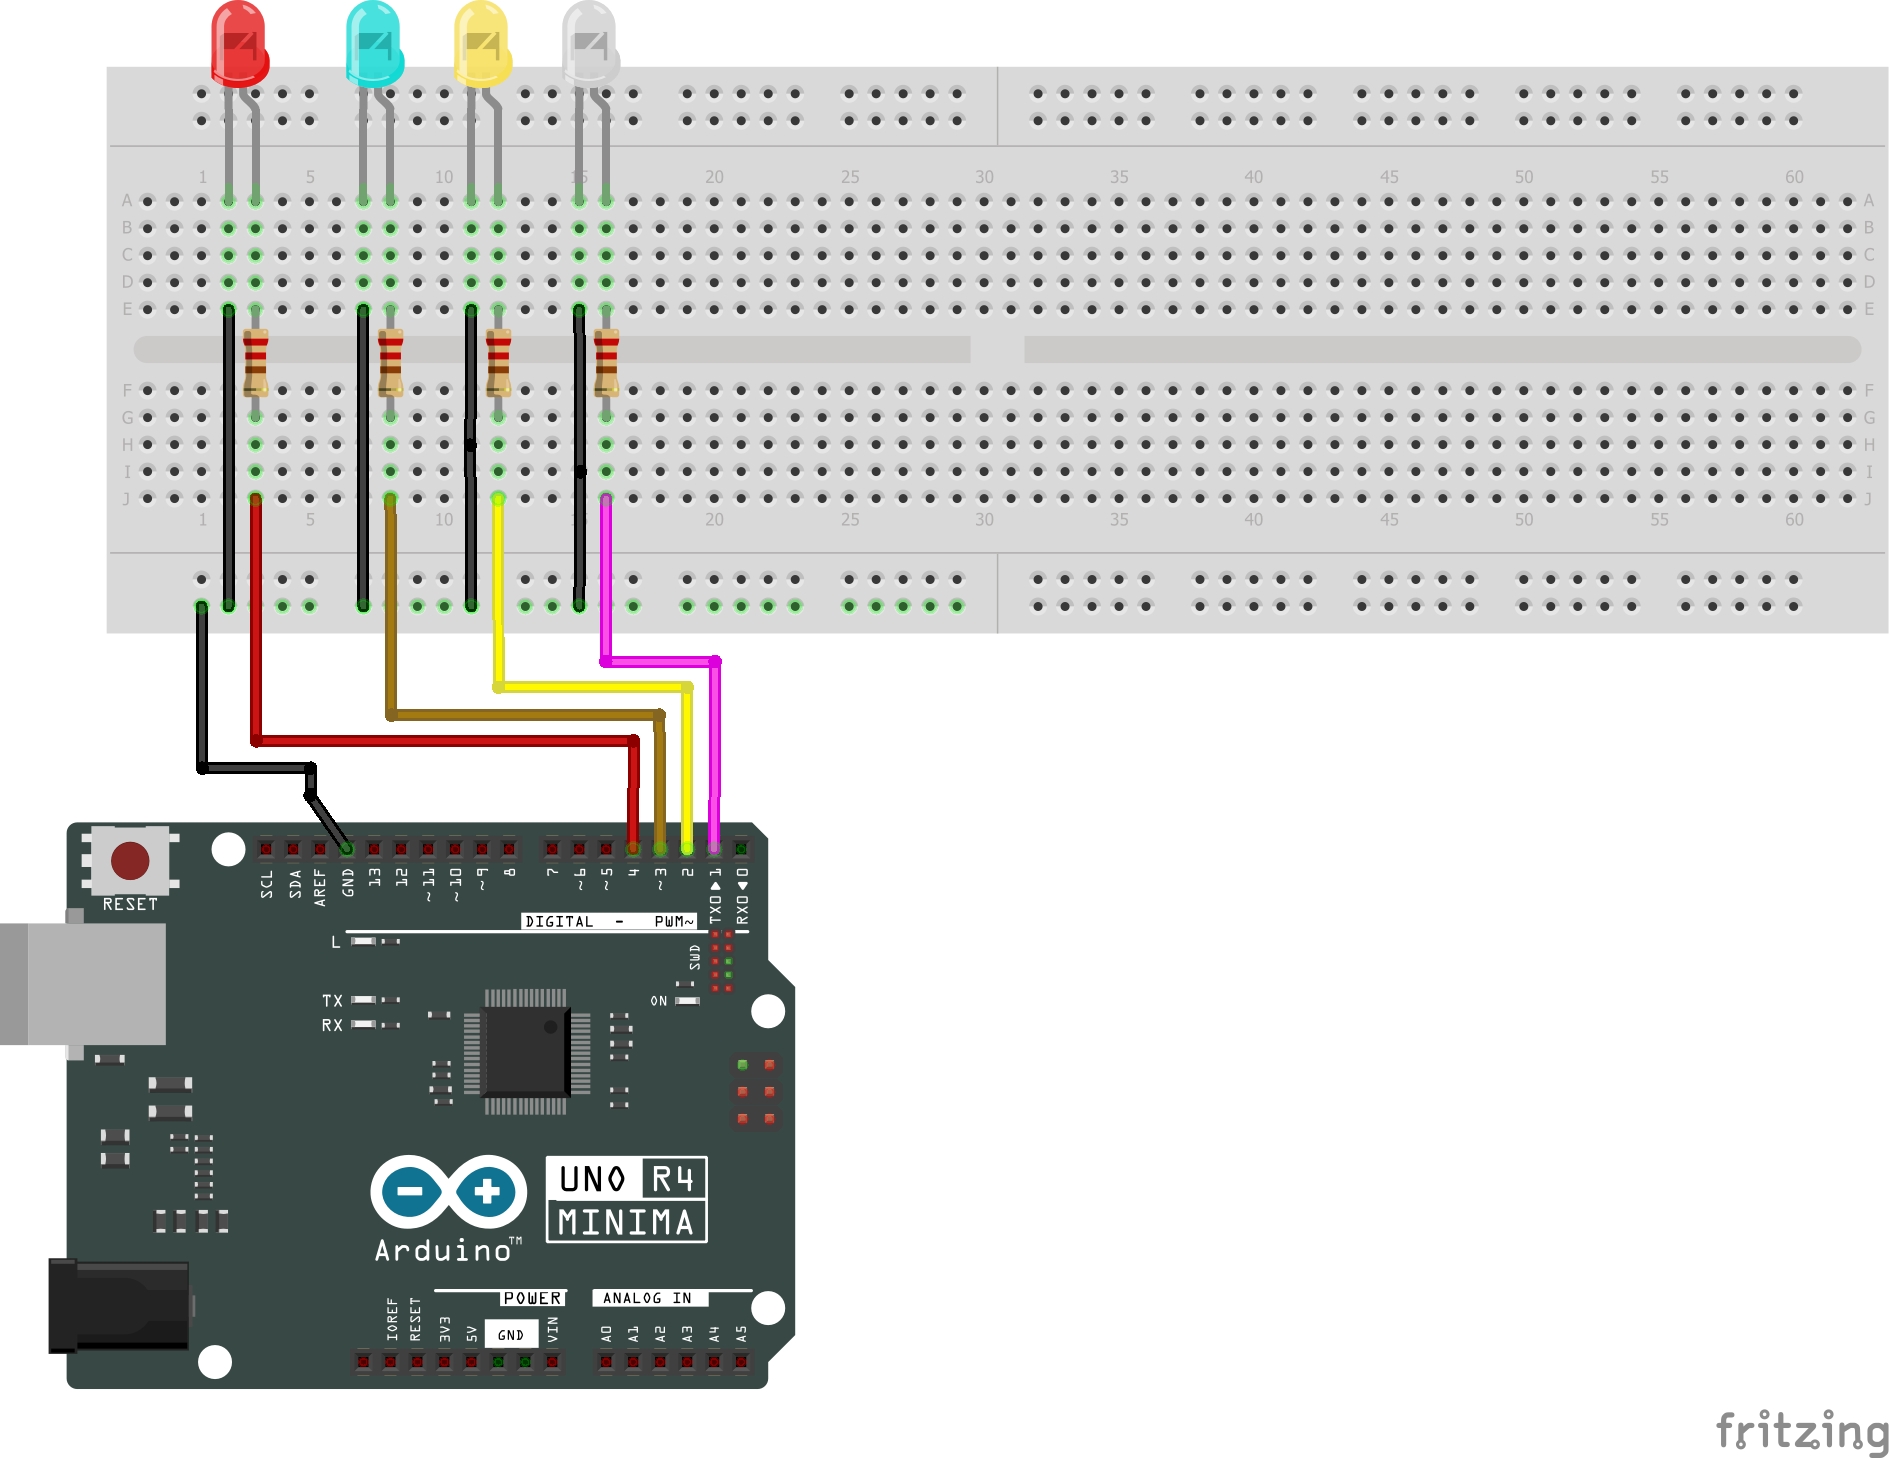 1 5 10 15 20 25 30 35 40 45 50 55 60
A A
B B
C C
D D
E E
F F
G G
H H
I I
J J
1 5 10 15 20 25 30 35 40 45 50 55 60
RESET
SCL SDA AREF GND 13 12 ~11 ~10 ~9 8 7 ~6 ~5 4 ~3 2 TX0▶1 RX0◀0
DIGITAL - PWM~
L
SWD
TX
RX
ON
UNO R4
MINIMA
Arduino™
POWER
ANALOG IN
IOREF RESET 3V3 5V GND VIN A0 A1 A2 A3 A4 A5
fritzing